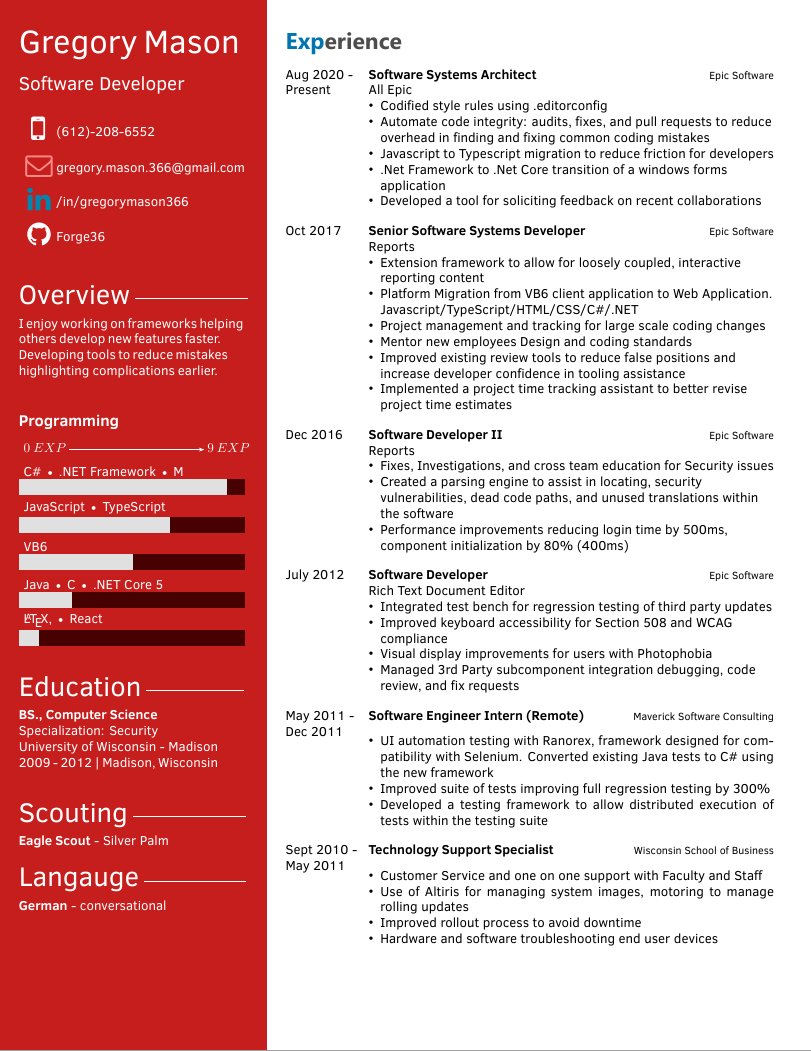 Gregory Mason
Software Developer
(612)-208-6552
gregory.mason.366@gmail.com
in /in/gregorymason366
Forge36
Overview
I enjoy working on frameworks helping
others develop new features faster.
Developing tools to reduce mistakes
highlighting complications earlier.
Programming
0 EXP 9 EXP
C# • .NET Framework • M
JavaScript • TypeScript
VB6
Java • C • .NET Core 5
LATEX, • React
Education
BS., Computer Science
Specialization: Security
University of Wisconsin - Madison
2009 - 2012 | Madison, Wisconsin
Scouting
Eagle Scout - Silver Palm
Langauge
German - conversational
Experience
Aug 2020 - Software Systems Architect Epic Software
Present All Epic
• Codified style rules using .editorconfig
• Automate code integrity: audits, fixes, and pull requests to reduce
overhead in finding and fixing common coding mistakes
• Javascript to Typescript migration to reduce friction for developers
• .Net Framework to .Net Core transition of a windows forms
application
• Developed a tool for soliciting feedback on recent collaborations
Oct 2017 Senior Software Systems Developer Epic Software
Reports
• Extension framework to allow for loosely coupled, interactive
reporting content
• Platform Migration from VB6 client application to Web Application.
Javascript/TypeScript/HTML/CSS/C#/.NET
• Project management and tracking for large scale coding changes
• Mentor new employees Design and coding standards
• Improved existing review tools to reduce false positives and
increase developer confidence in tooling assistance
• Implemented a project time tracking assistant to better revise
project time estimates
Dec 2016 Software Developer II Epic Software
Reports
• Fixes, Investigations, and cross team education for Security issues
• Created a parsing engine to assist in locating, security
vulnerabilities, dead code paths, and unused translations within
the software
• Performance improvements reducing login time by 500ms,
component initialization by 80% (400ms)
July 2012 Software Developer Epic Software
Rich Text Document Editor
• Integrated test bench for regression testing of third party updates
• Improved keyboard accessibility for Section 508 and WCAG
compliance
• Visual display improvements for users with Photophobia
• Managed 3rd Party subcomponent integration debugging, code
review, and fix requests
May 2011 - Software Engineer Intern (Remote) Maverick Software Consulting
Dec 2011
• UI automation testing with Ranorex, framework designed for com-
patibility with Selenium. Converted existing Java tests to C# using
the new framework
• Improved suite of tests improving full regression testing by 300%
• Developed a testing framework to allow distributed execution of
tests within the testing suite
Sept 2010 - Technology Support Specialist Wisconsin School of Business
May 2011
• Customer Service and one on one support with Faculty and Staff
• Use of Altiris for managing system images, motoring to manage
rolling updates
• Improved rollout process to avoid downtime
• Hardware and software troubleshooting end user devices